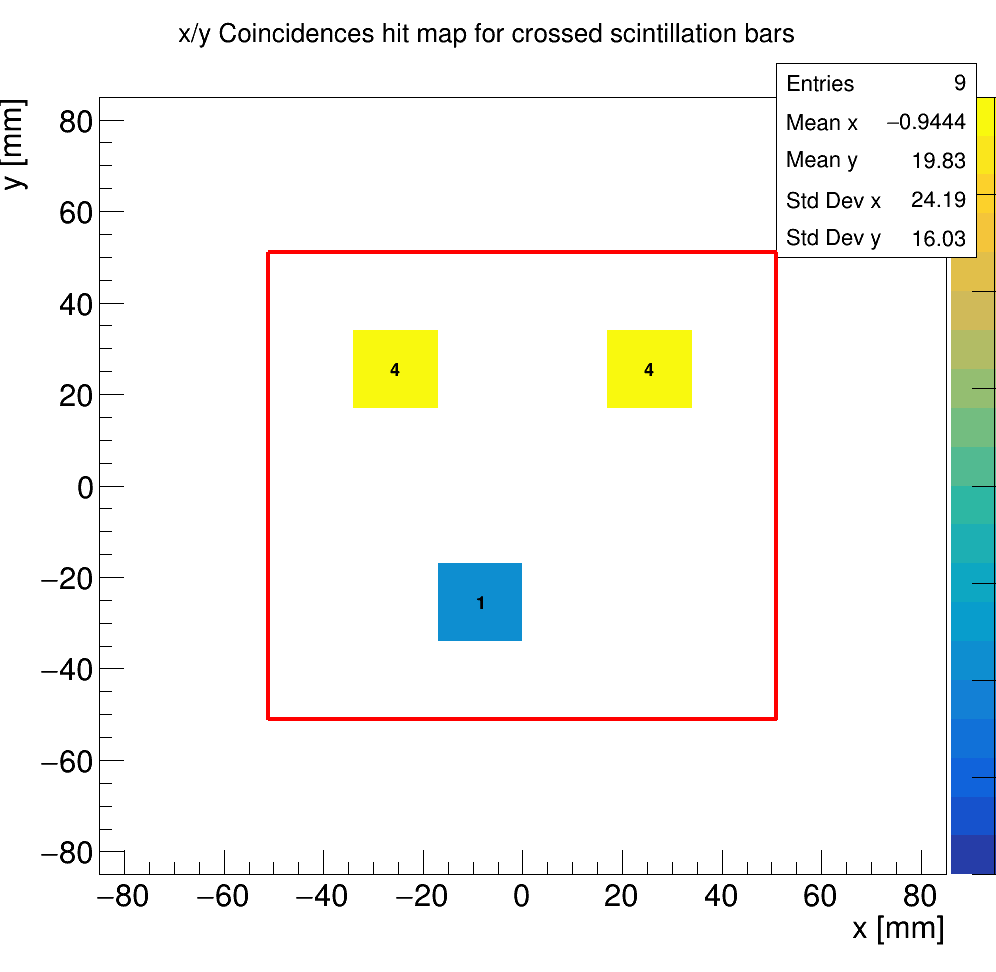 x/y Coincidences hit map for crossed scintillation bars
Entries 9
Mean x −0.9444
Mean y 19.83
Std Dev x 24.19
Std Dev y 16.03
y [mm]
80
60
40
20
0
−20
−40
−60
−80
4 4
1
−80 −60 −40 −20 0 20 40 60 80
x [mm]